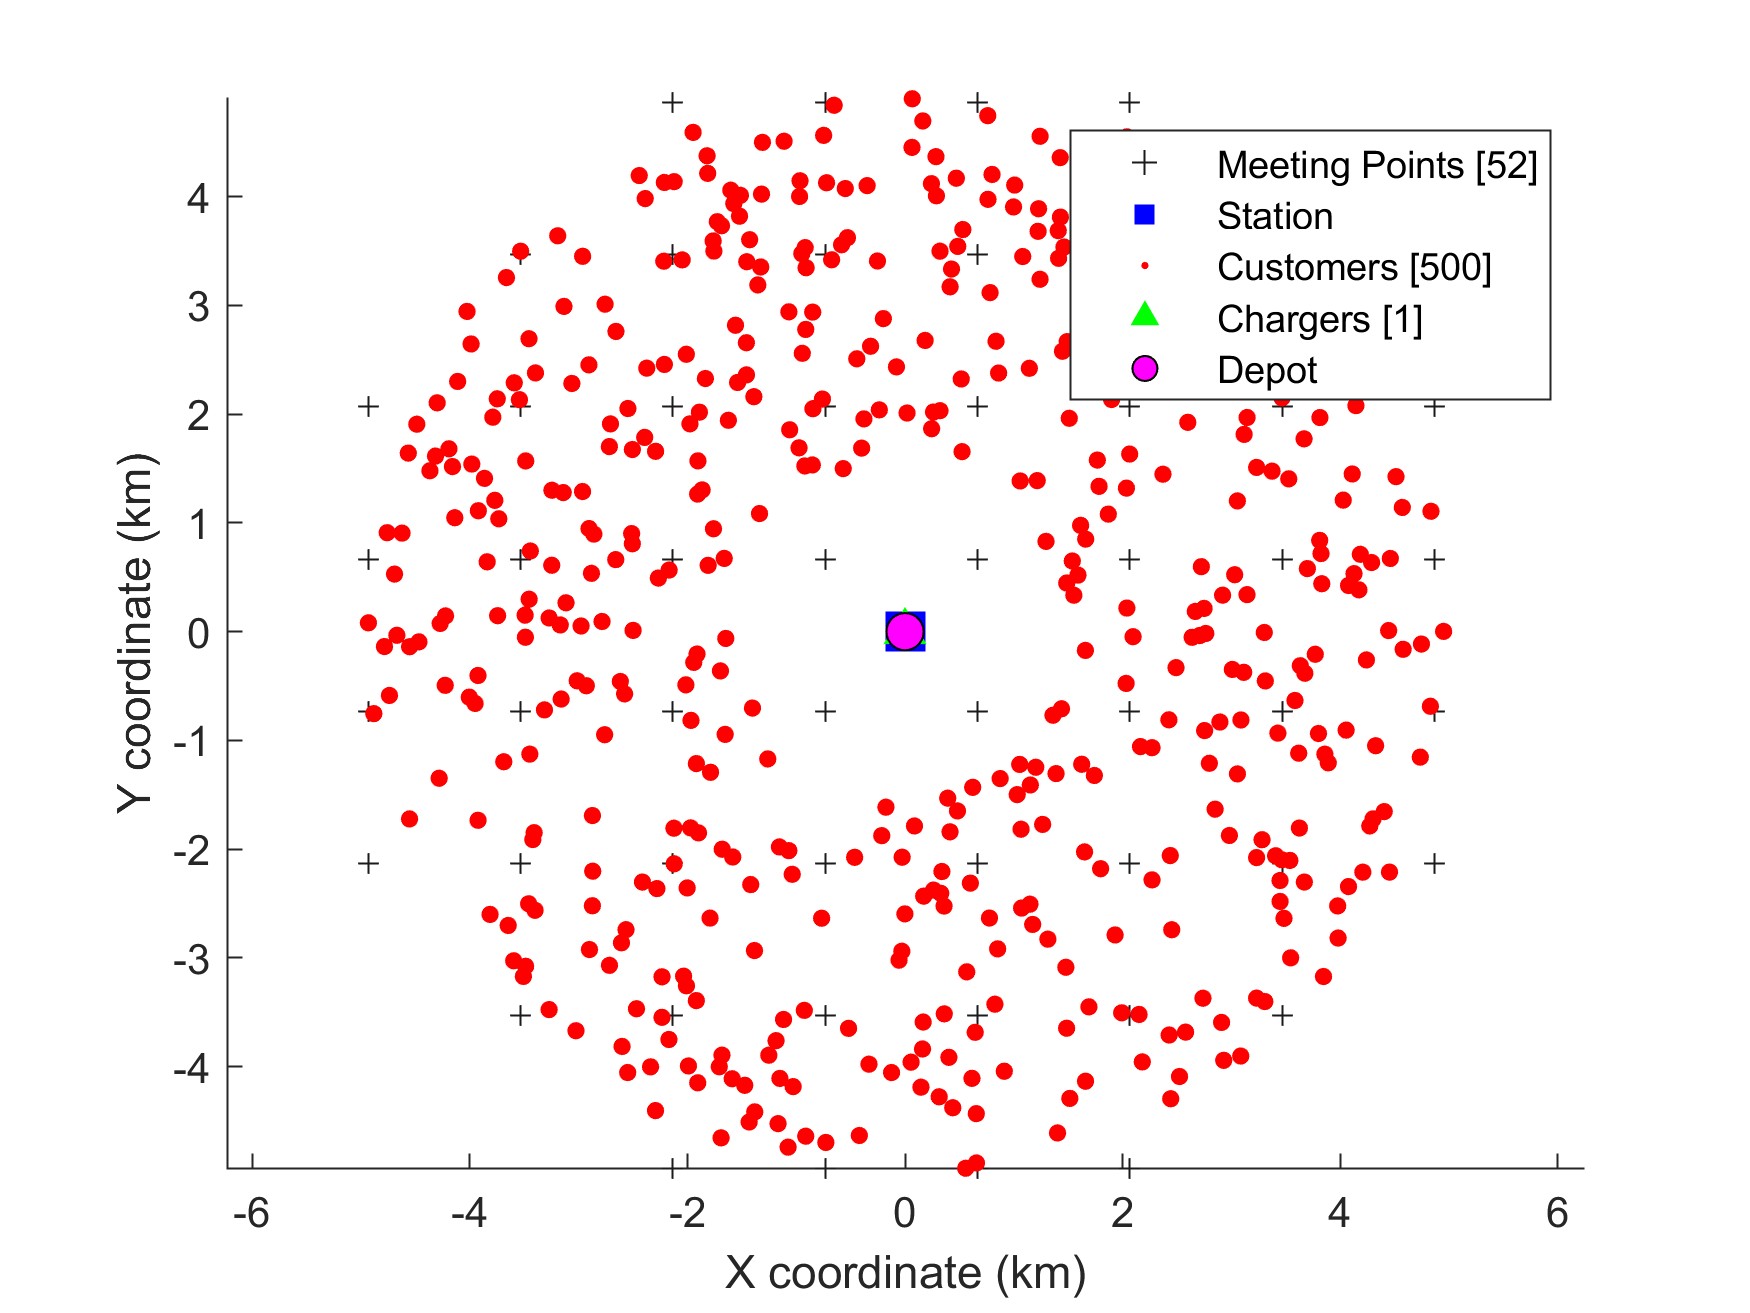 Meeting Points [52]
Station
Customers [500]
Chargers [1]
Depot
4
3
2
1
0
-1
-2
-3
-4
Y coordinate (km)
-6
-4
-2
0
2
4
6
X coordinate (km)